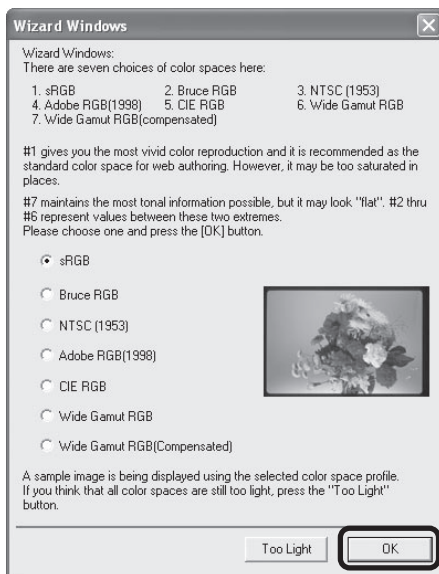 Wizard Windows
Wizard Windows:
There are seven choices of color spaces here:
1. sRGB 2. Bruce RGB 3. NTSC (1953)
4. Adobe RGB(1998) 5. CIE RGB 6. Wide Gamut RGB
7. Wide Gamut RGB(compensated)
#1 gives you the most vivid color reproduction and it is recommended as the
standard color space for web authoring. However, it may be too saturated in
places.
#7 maintains the most tonal information possible, but it may look "flat". #2 thru
#6 represent values between these two extremes.
Please choose one and press the [OK] button.
sRGB
Bruce RGB
NTSC (1953)
Adobe RGB(1998)
CIE RGB
Wide Gamut RGB
Wide Gamut RGB(Compensated)
A sample image is being displayed using the selected color space profile.
If you think that all color spaces are still too light, press the "Too Light"
button.
Too Light OK